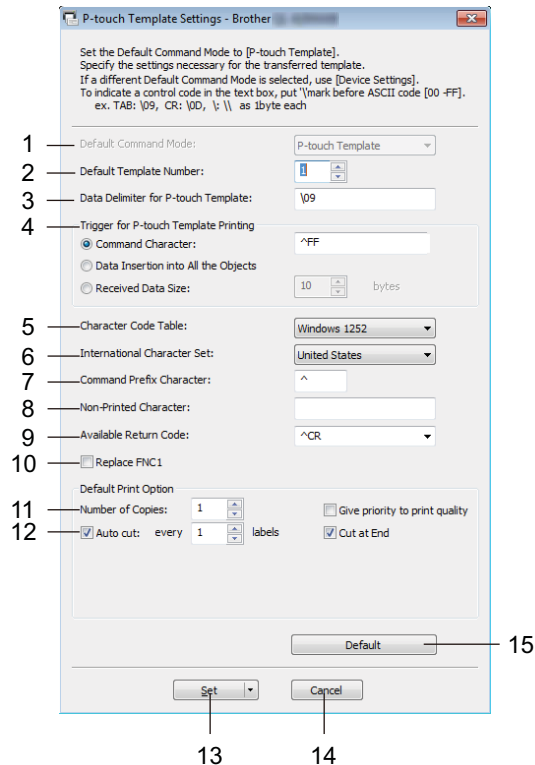 P-touch Template Settings - Brother
Set the Default Command Mode to [P-touch Template].
Specify the settings necessary for the transferred template.
If a different Default Command Mode is selected, use [Device Settings].
To indicate a control code in the text box, put '\'mark before ASCII code [00 -FF].
ex. TAB: \09, CR: \0D, \: \\ as 1byte each
1 Default Command Mode: P-touch Template
2 Default Template Number: 1
3 Data Delimiter for P-touch Template: \09
4 Trigger for P-touch Template Printing
Command Character: ^FF
Data Insertion into All the Objects
Received Data Size: 10 bytes
5 Character Code Table: Windows 1252
6 International Character Set: United States
7 Command Prefix Character: ^
8 Non-Printed Character:
9 Available Return Code: ^CR
10 Replace FNC1
Default Print Option
11 Number of Copies: 1 Give priority to print quality
12 Auto cut: every 1 labels Cut at End
Default 15
Set Cancel
13 14